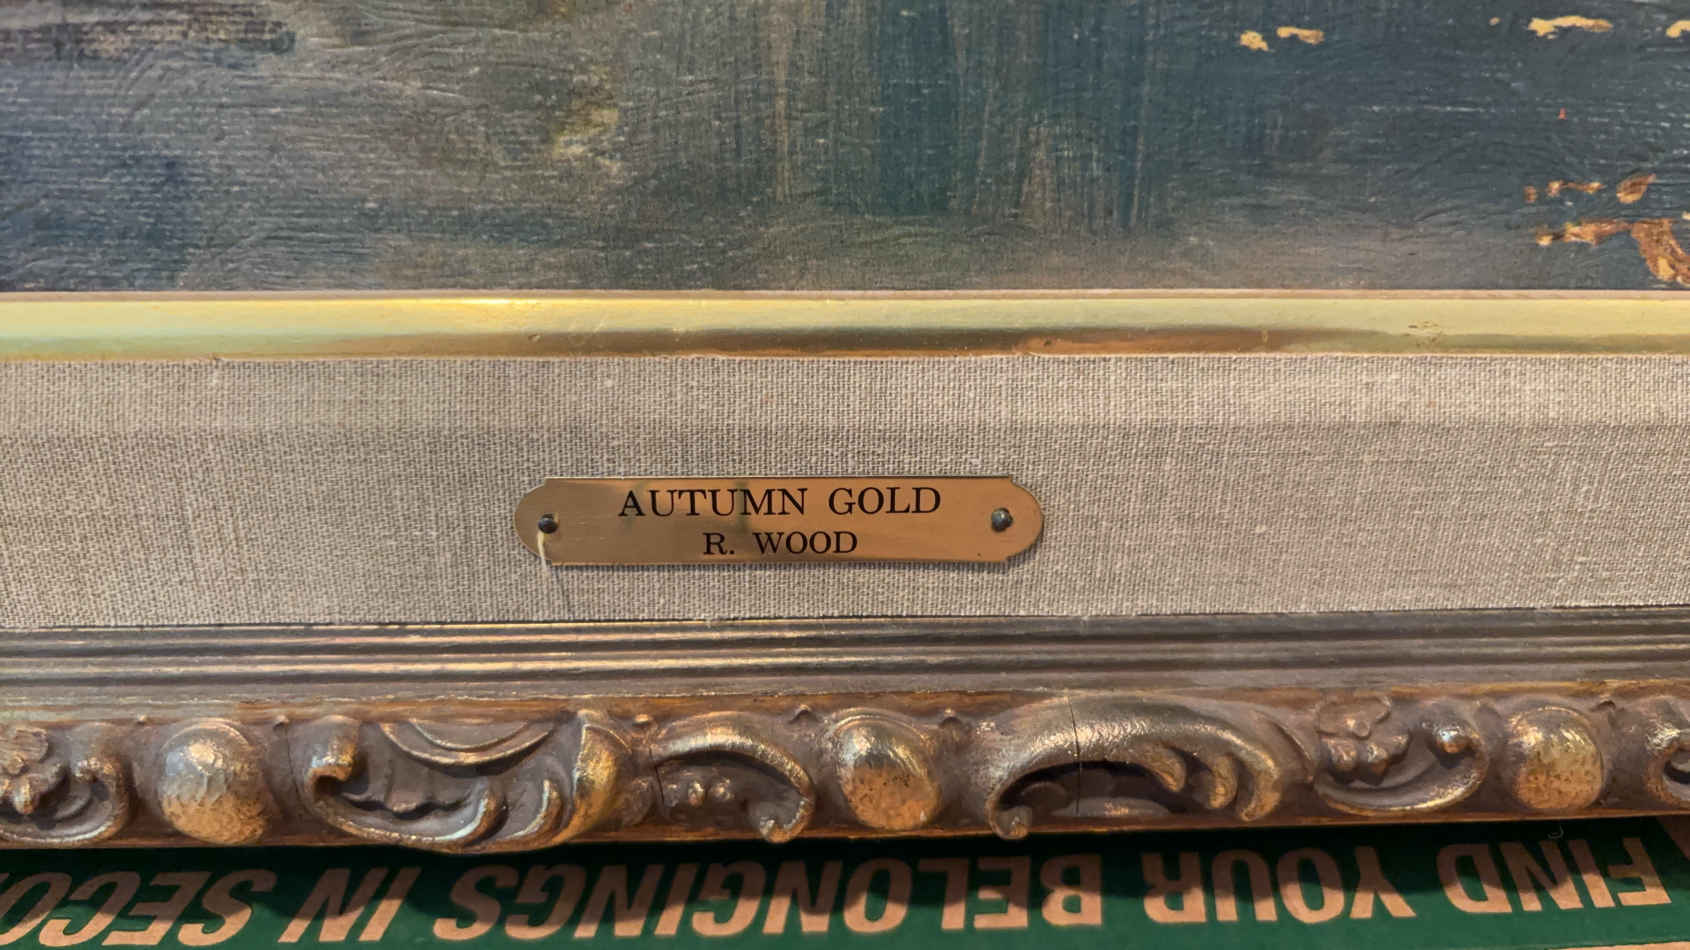 AUTUMN GOLD
R. WOOD
FIND YOUR BELONGINGS IN SECO